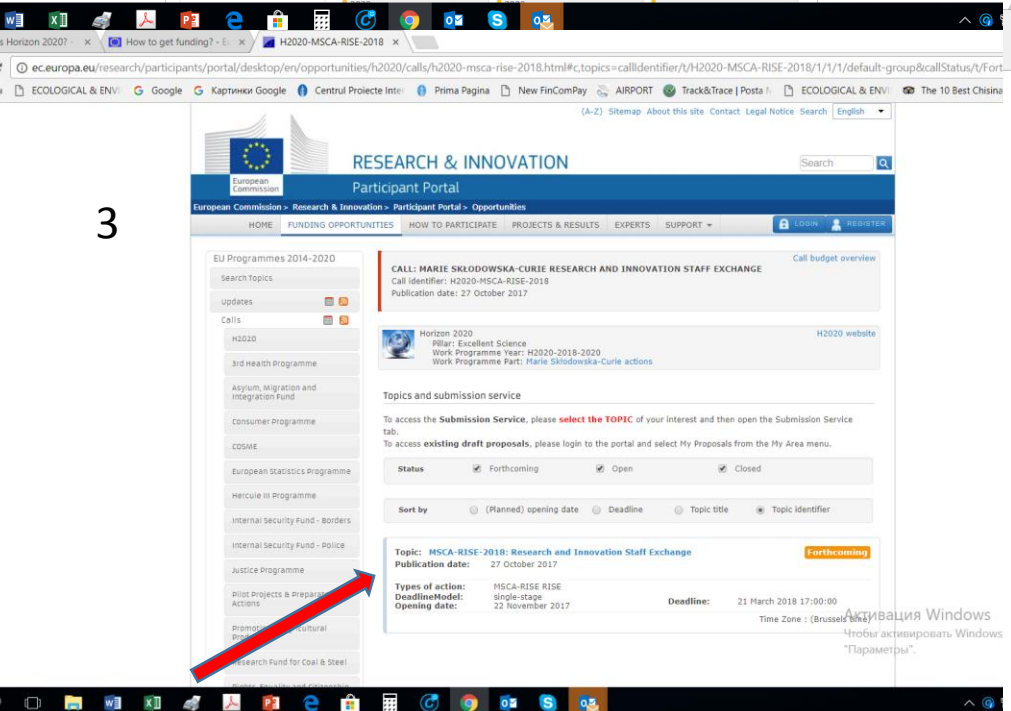 s Horizon 2020? -
How to get funding? - E
H2020-MSCA-RISE-2018
ec.europa.eu/research/participants/portal/desktop/en/opportunities/h2020/calls/h2020-msca-rise-2018.html#c,topics=callIdentifier/t/H2020-MSCA-RISE-2018/1/1/1/default-group&callStatus/t/Fort
ECOLOGICAL & ENVI
Google
Картинки Google
Centrul Proiecte Inter
Prima Pagina
New FinComPay
AIRPORT
Track&Trace | Posta
ECOLOGICAL & ENVI
The 10 Best Chisina
(A-Z) Sitemap About this site Contact Legal Notice Search English
RESEARCH & INNOVATION
Search
European
Commission
Participant Portal
European Commission > Research & Innovation > Participant Portal > Opportunities
3
HOME FUNDING OPPORTUNITIES HOW TO PARTICIPATE PROJECTS & RESULTS EXPERTS SUPPORT
LOGIN
REGISTER
EU Programmes 2014-2020
Search Topics
Updates
Calls
H2020
3rd Health Programme
Asylum, Migration and
Integration Fund
Consumer Programme
COSME
European Statistics Programme
Hercule III Programme
Internal Security Fund - Borders
Internal Security Fund - Police
Justice Programme
Pilot Projects &
Actions
Research Fund for Coal & Steel
Rights, Equality and Citizenship
Call budget overview
CALL: MARIE SKŁODOWSKA-CURIE RESEARCH AND INNOVATION STAFF EXCHANGE
Call identifier: H2020-MSCA-RISE-2018
Publication date: 27 October 2017
Horizon 2020
H2020 website
Pillar: Excellent Science
Work Programme Year: H2020-2018-2020
Work Programme Part: Marie Skłodowska-Curie actions
Topics and submission service
To access the Submission Service, please select the TOPIC of your interest and then open the Submission Service
tab.
To access existing draft proposals, please login to the portal and select My Proposals from the My Area menu.
Status Forthcoming Open Closed
Sort by (Planned) opening date Deadline Topic title Topic identifier
Topic: MSCA-RISE-2018: Research and Innovation Staff Exchange
Forthcoming
Publication date: 27 October 2017
Types of action: MSCA-RISE RISE
DeadlineModel: single-stage
Opening date: 22 November 2017
Deadline: 21 March 2018 17:00:00
Time Zone : (Brussels time)
Активация Windows
Чтобы активировать Windows,
"Параметры".